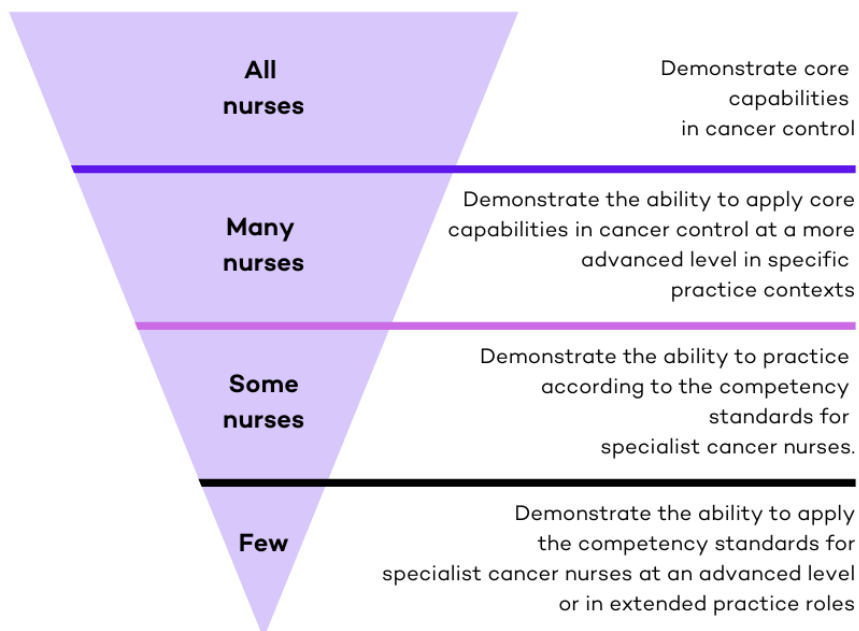 All
nurses
Demonstrate core
capabilities
in cancer control
Many
nurses
Demonstrate the ability to apply core
capabilities in cancer control at a more
advanced level in specific
practice contexts
Some
nurses
Demonstrate the ability to practice
according to the competency
standards for
specialist cancer nurses.
Few
Demonstrate the ability to apply
the competency standards for
specialist cancer nurses at an advanced level
or in extended practice roles